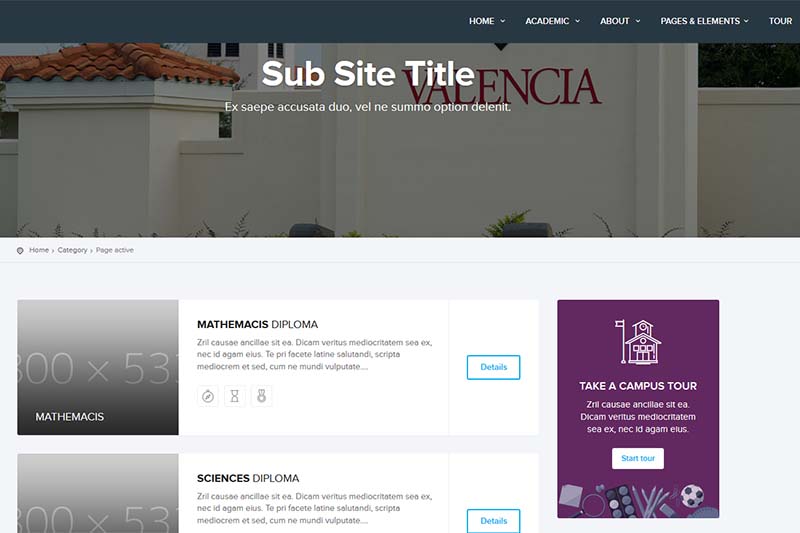 HOME ACADEMIC ABOUT PAGES & ELEMENTS TOUR
Sub Site Title
VALENCIA
Ex saepe accusata duo, vel ne summo option delenit.
Home › Category › Page active
800 × 533
MATHEMACIS
MATHEMACIS DIPLOMA
Zril causae ancillae sit ea. Dicam veritus mediocritatem sea ex,
nec id agam eius. Te pri facete latine salutandi, scripta
mediocrem et sed, cum ne mundi vulputate....
Details
TAKE A CAMPUS TOUR
Zril causae ancillae sit ea.
Dicam veritus mediocritatem
sea ex, nec id agam eius.
Start tour
800 × 533
SCIENCES DIPLOMA
Zril causae ancillae sit ea. Dicam veritus mediocritatem sea ex,
nec id agam eius. Te pri facete latine salutandi, scripta
mediocrem et sed, cum ne mundi vulputate....
Details